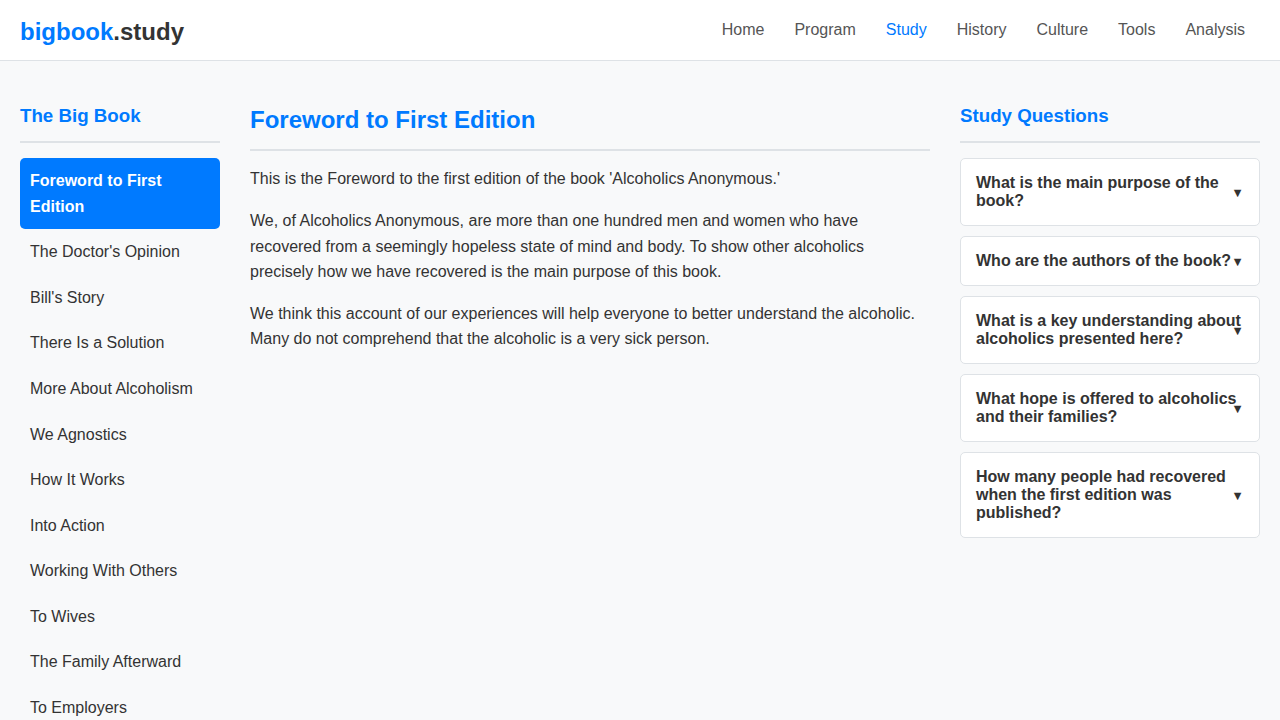 bigbook.study
Home Program Study History Culture Tools Analysis
The Big Book
Foreword to First
Edition
The Doctor's Opinion
Bill's Story
There Is a Solution
More About Alcoholism
We Agnostics
How It Works
Into Action
Working With Others
To Wives
The Family Afterward
To Employers
Foreword to First Edition
This is the Foreword to the first edition of the book 'Alcoholics Anonymous.'
We, of Alcoholics Anonymous, are more than one hundred men and women who have
recovered from a seemingly hopeless state of mind and body. To show other alcoholics
precisely how we have recovered is the main purpose of this book.
We think this account of our experiences will help everyone to better understand the alcoholic.
Many do not comprehend that the alcoholic is a very sick person.
Study Questions
What is the main purpose of the
book?
Who are the authors of the book?
What is a key understanding about
alcoholics presented here?
What hope is offered to alcoholics
and their families?
How many people had recovered
when the first edition was
published?